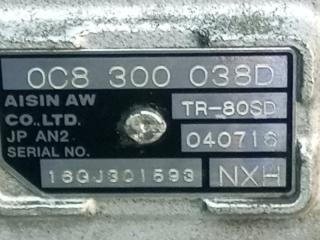 0C8 300 038D
AISIN AW CO.,LTD. TR-80SD
JP AN2 040716
SERIAL NO.
16GJ301593 NXH